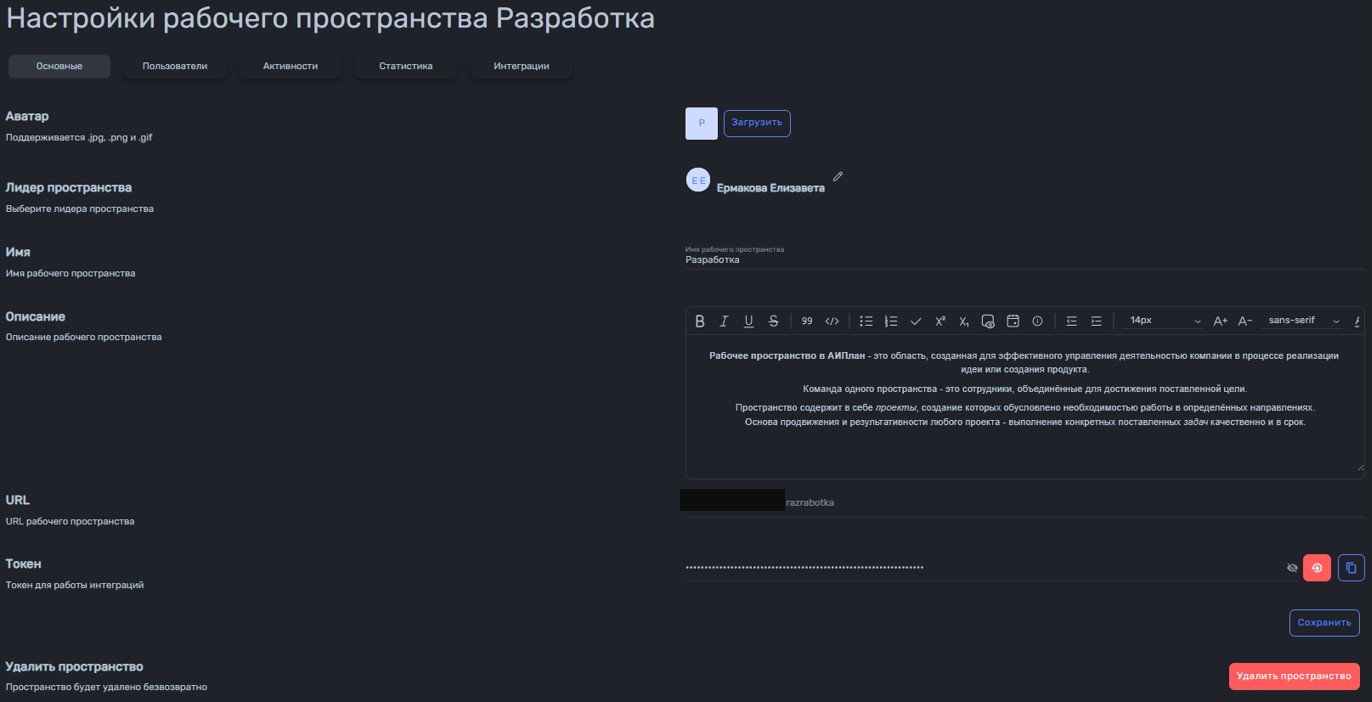 Настройки рабочего пространства Разработка
Основные
Пользователи
Активности
Статистика
Интеграции
Аватар
Поддерживается .jpg, .png и .gif
P
Загрузить
Лидер пространства
Выберите лидера пространства
EE
Ермакова Елизавета
Имя
Имя рабочего пространства
Имя рабочего пространства
Разработка
Описание
Описание рабочего пространства
14px
A+
A−
sans-serif
Рабочее пространство в АИПлан - это область, созданная для эффективного управления деятельностью компании в процессе реализации
идеи или создания продукта.
Команда одного пространства - это сотрудники, объединённые для достижения поставленной цели.
Пространство содержит в себе проекты, создание которых обусловлено необходимостью работы в определённых направлениях.
Основа продвижения и результативности любого проекта - выполнение конкретных поставленных задач качественно и в срок.
URL
URL рабочего пространства
razrabotka
Токен
Токен для работы интеграций
Сохранить
Удалить пространство
Пространство будет удалено безвозвратно
Удалить пространство